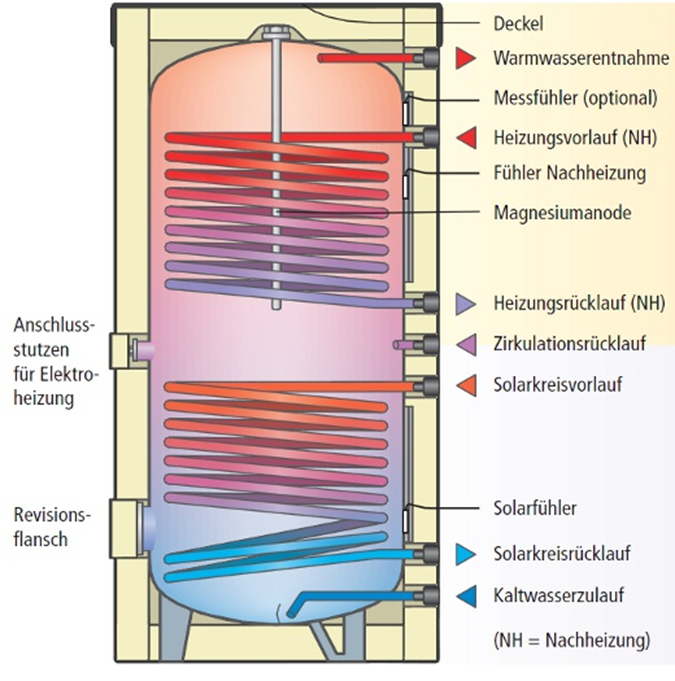 Deckel
Warmwasserentnahme
Messfühler (optional)
Heizungsvorlauf (NH)
Fühler Nachheizung
Magnesiumanode
Heizungsrücklauf (NH)
Anschluss-
stutzen
für Elektro-
heizung
Zirkulationsrücklauf
Solarkreisvorlauf
Revisions-
flansch
Solarfühler
Solarkreisrücklauf
Kaltwasserzulauf
(NH = Nachheizung)